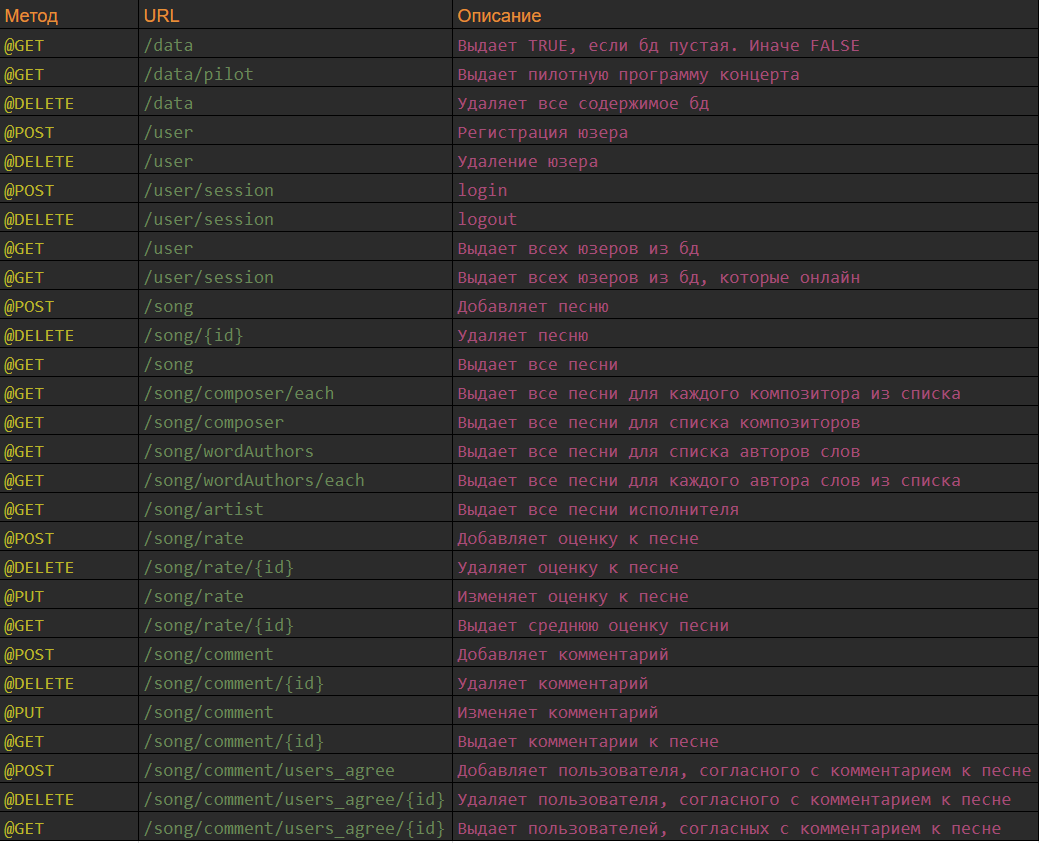 Метод URL Описание
@GET /data Выдает TRUE, если бд пустая. Иначе FALSE
@GET /data/pilot Выдает пилотную программу концерта
@DELETE /data Удаляет все содержимое бд
@POST /user Регистрация юзера
@DELETE /user Удаление юзера
@POST /user/session login
@DELETE /user/session logout
@GET /user Выдает всех юзеров из бд
@GET /user/session Выдает всех юзеров из бд, которые онлайн
@POST /song Добавляет песню
@DELETE /song/{id} Удаляет песню
@GET /song Выдает все песни
@GET /song/composer/each Выдает все песни для каждого композитора из списка
@GET /song/composer Выдает все песни для списка композиторов
@GET /song/wordAuthors Выдает все песни для списка авторов слов
@GET /song/wordAuthors/each Выдает все песни для каждого автора слов из списка
@GET /song/artist Выдает все песни исполнителя
@POST /song/rate Добавляет оценку к песне
@DELETE /song/rate/{id} Удаляет оценку к песне
@PUT /song/rate Изменяет оценку к песне
@GET /song/rate/{id} Выдает среднюю оценку песни
@POST /song/comment Добавляет комментарий
@DELETE /song/comment/{id} Удаляет комментарий
@PUT /song/comment Изменяет комментарий
@GET /song/comment/{id} Выдает комментарии к песне
@POST /song/comment/users_agree Добавляет пользователя, согласного с комментарием к песне
@DELETE /song/comment/users_agree/{id} Удаляет пользователя, согласного с комментарием к песне
@GET /song/comment/users_agree/{id} Выдает пользователей, согласных с комментарием к песне